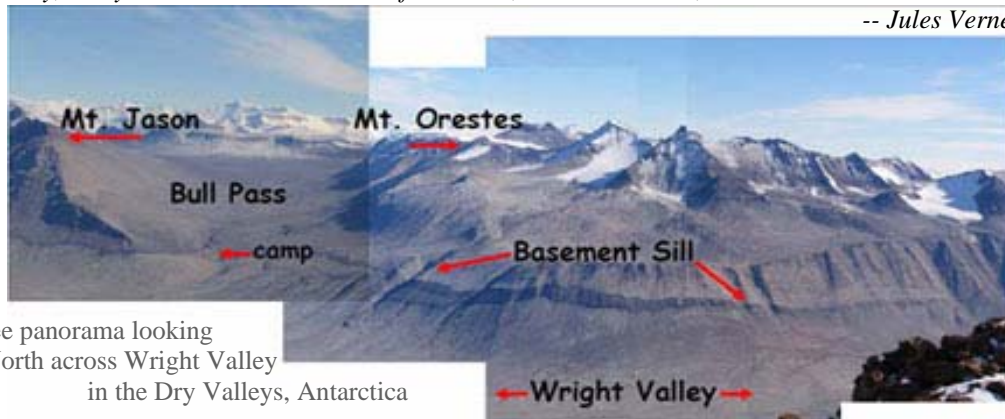 -- Jules Verne
Mt. Jason
Mt. Orestes
Bull Pass
camp
Basement Sill
panorama looking
North across Wright Valley
in the Dry Valleys, Antarctica
Wright Valley